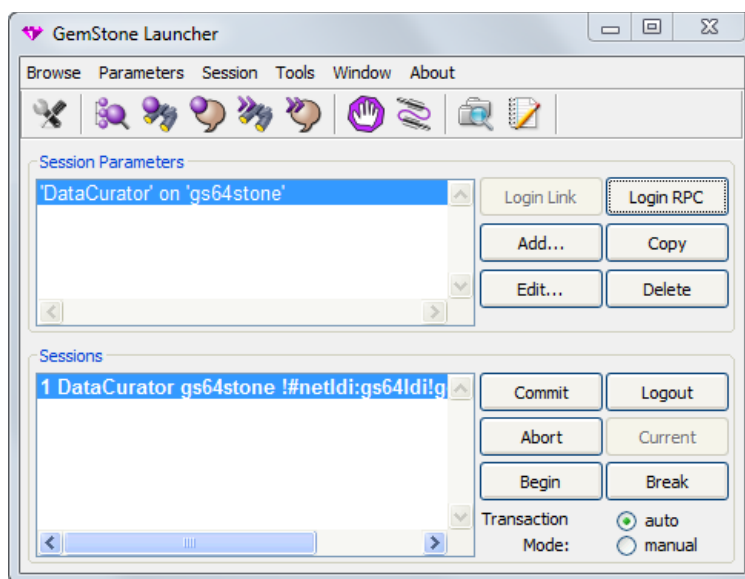 GemStone Launcher
Browse Parameters Session Tools Window About
Session Parameters
'DataCurator' on 'gs64stone'
Login Link Login RPC
Add... Copy
Edit... Delete
Sessions
1 DataCurator gs64stone !#netldi:gs64ldi!g
Commit Logout
Abort Current
Begin Break
Transaction Mode:
auto
manual